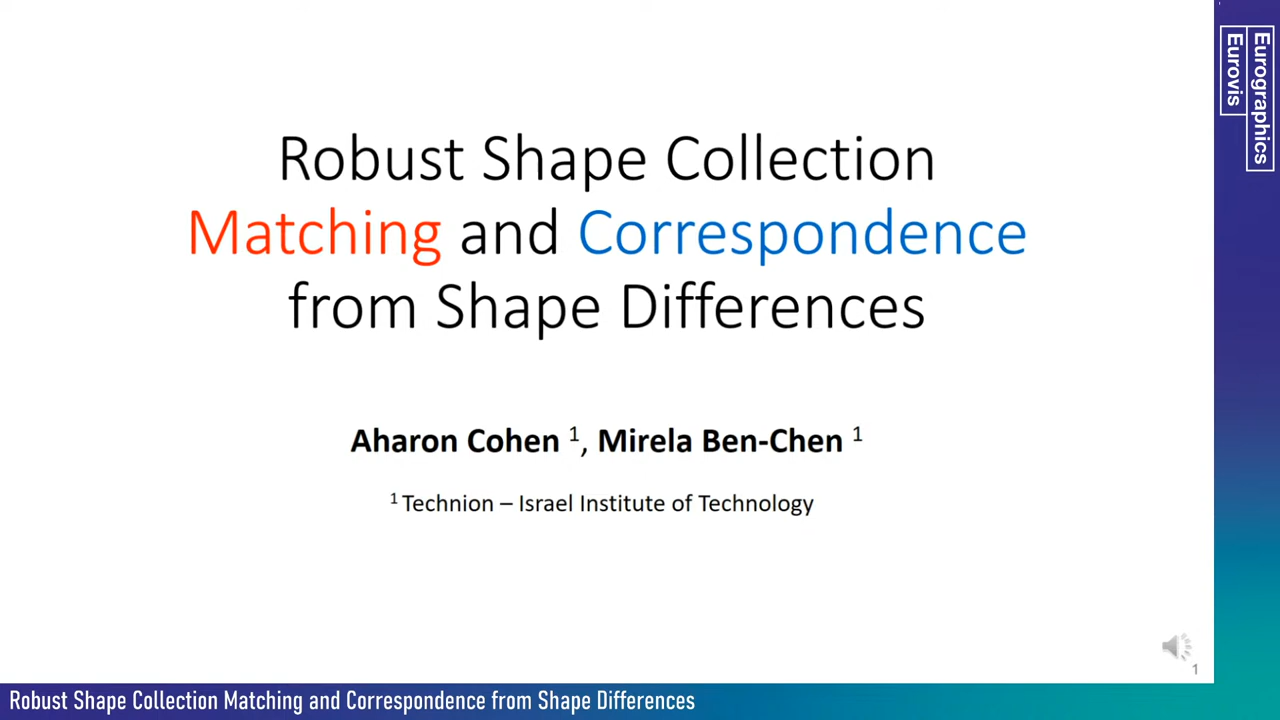 Robust Shape Collection
Matching and Correspondence
from Shape Differences
Aharon Cohen ¹, Mirela Ben-Chen ¹
¹ Technion – Israel Institute of Technology
1
Robust Shape Collection Matching and Correspondence from Shape Differences
Eurographics
Eurovis